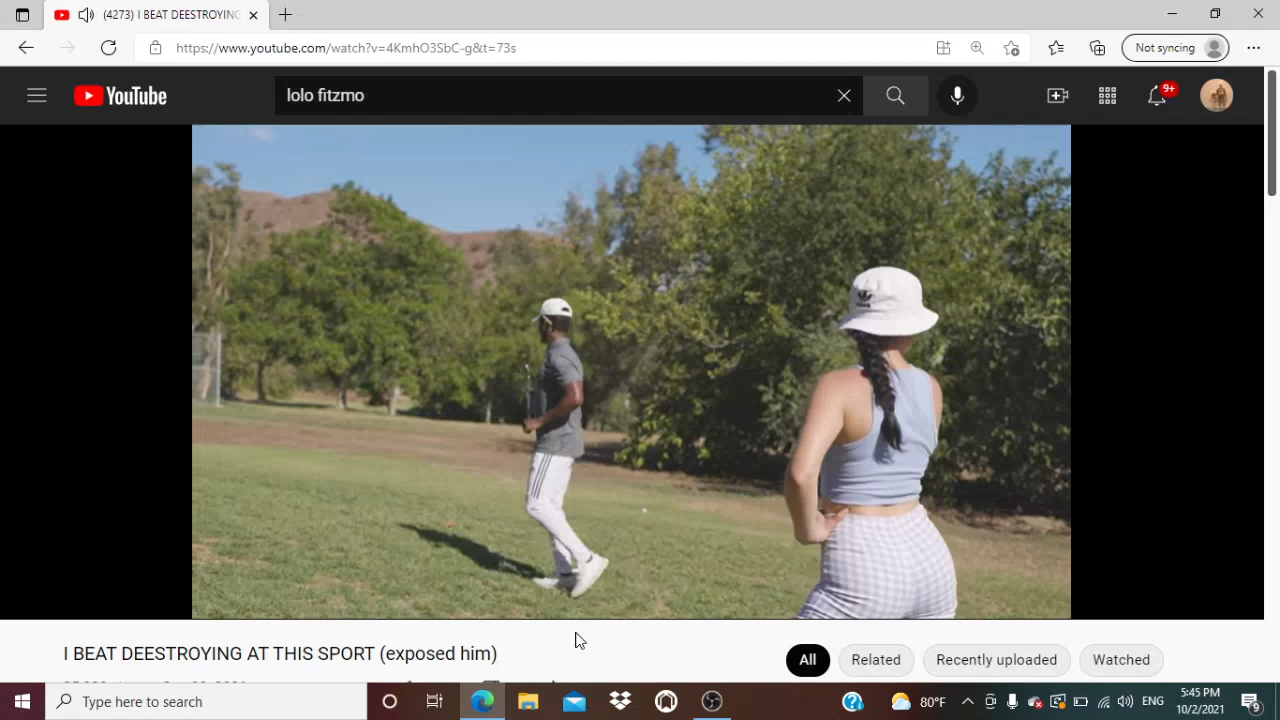 (4273) I BEAT DEESTROYING
https://www.youtube.com/watch?v=4KmhO3SbC-g&t=73s
Not syncing
YouTube
lolo fitzmo
9+
I BEAT DEESTROYING AT THIS SPORT (exposed him)
All
Related
Recently uploaded
Watched
Type here to search
80°F
ENG
5:45 PM
10/2/2021
9